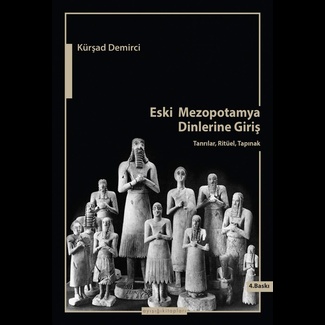 Kürşad Demirci
Eski Mezopotamya
Dinlerine Giriş
Tanrılar, Ritüel, Tapınak
4.Baskı